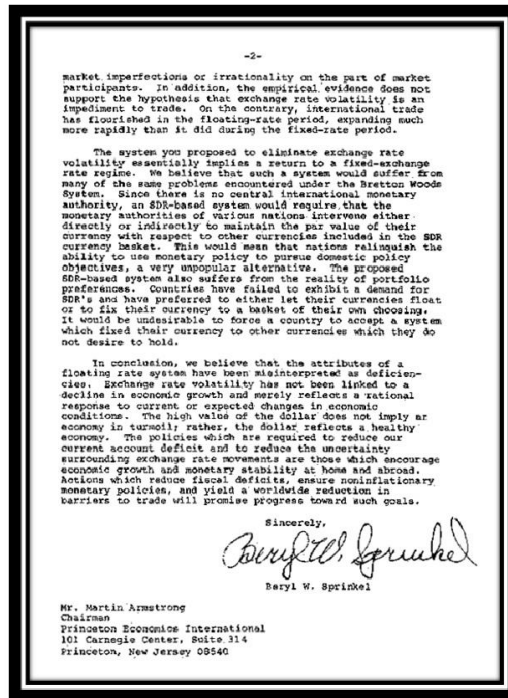 -2-
market imperfections or irrationality on the part of market
participants. In addition, the empirical evidence does not
support the hypothesis that exchange rate volatility is an
impediment to trade. On the contrary, international trade
has flourished in the floating-rate period, expanding much
more rapidly than it did during the fixed-rate period.
The system you proposed to eliminate exchange rate
volatility essentially implies a return to a fixed-exchange
rate regime. We believe that such a system would suffer from
many of the same problems encountered under the Bretton Woods
System. Since there is no central international monetary
authority, an SDR-based system would require that the
monetary authorities of various nations intervene either
directly or indirectly to maintain the par value of their
currency with respect to other currencies included in the SDR
currency basket. This would mean that nations relinquish the
ability to use monetary policy to pursue domestic policy
objectives, a very unpopular alternative. The proposed
SDR-based system also suffers from the reality of portfolio
preferences. Countries have failed to exhibit a demand for
SDR's and have preferred to either let their currencies float
or to fix their currency to a basket of their own choosing.
It would be undesirable to force a country to accept a system
which fixed their currency to other currencies which they do
not desire to hold.
In conclusion, we believe that the attributes of a
floating rate system have been misinterpreted as deficien-
cies. Exchange rate volatility has not been linked to a
decline in economic growth and merely reflects a rational
response to current or expected changes in economic
conditions. The high value of the dollar does not imply an
economy in turmoil; rather, the dollar reflects a healthy
economy. The policies which are required to reduce our
current account deficit and to reduce the uncertainty
surrounding exchange rate movements are those which encourage
economic growth and monetary stability at home and abroad.
Actions which reduce fiscal deficits, ensure noninflationary
monetary policies, and yield a worldwide reduction in
barriers to trade will promise progress toward such goals.
Sincerely,
Beryl W. Sprinkel
Beryl W. Sprinkel
Mr. Martin Armstrong
Chairman
Princeton Economics International
101 Carnegie Center, Suite 314
Princeton, New Jersey 08540